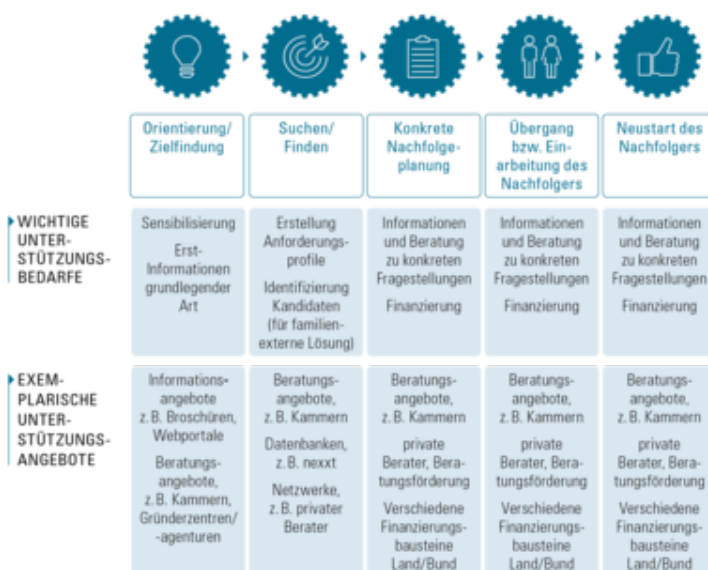 Orientierung/
Zielfindung
Suchen/
Finden
Konkrete
Nachfolge-
planung
Übergang
bzw. Ein-
arbeitung des
Nachfolgers
Neustart des
Nachfolgers
WICHTIGE
UNTER-
STÜTZUNGS-
BEDARFE
Sensibilisierung
Erst-
Informationen
grundlegender
Art
Erstellung
Anforderungs-
profile
Identifizierung
Kandidaten
(für familien-
externe Lösung)
Informationen
und Beratung
zu konkreten
Fragestellungen
Finanzierung
Informationen
und Beratung
zu konkreten
Fragestellungen
Finanzierung
Informationen
und Beratung
zu konkreten
Fragestellungen
Finanzierung
EXEM-
PLARISCHE
UNTER-
STÜTZUNGS-
ANGEBOTE
Informations-
angebote
z. B. Broschüren,
Webportale
Beratungs-
angebote,
z. B. Kammern,
Gründerzentren/
-agenturen
Beratungs-
angebote,
z. B. Kammern
Datenbanken,
z. B. nexxt
Netzwerke,
z. B. privater
Berater
Beratungs-
angebote,
z. B. Kammern
private
Berater, Bera-
tungsförderung
Verschiedene
Finanzierungs-
bausteine
Land/Bund
Beratungs-
angebote,
z. B. Kammern
private
Berater, Bera-
tungsförderung
Verschiedene
Finanzierungs-
bausteine
Land/Bund
Beratungs-
angebote,
z. B. Kammern
private
Berater, Bera-
tungsförderung
Verschiedene
Finanzierungs-
bausteine
Land/Bund